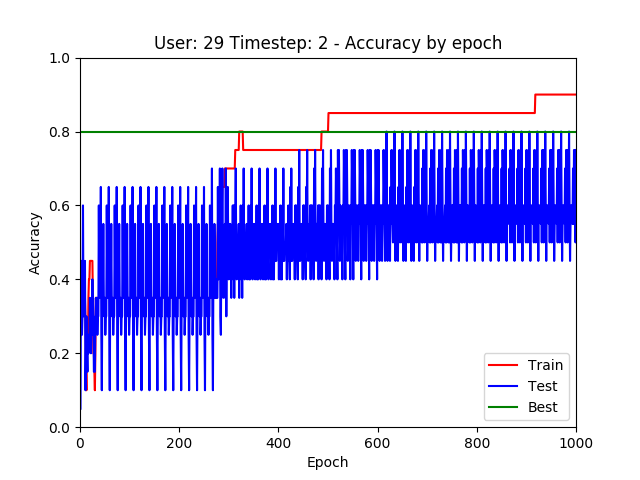 User: 29 Timestep: 2 - Accuracy by epoch
1.0
0.8
0.6
0.4
0.2
0.0
Accuracy
0 200 400 600 800 1000
Epoch
Train
Test
Best